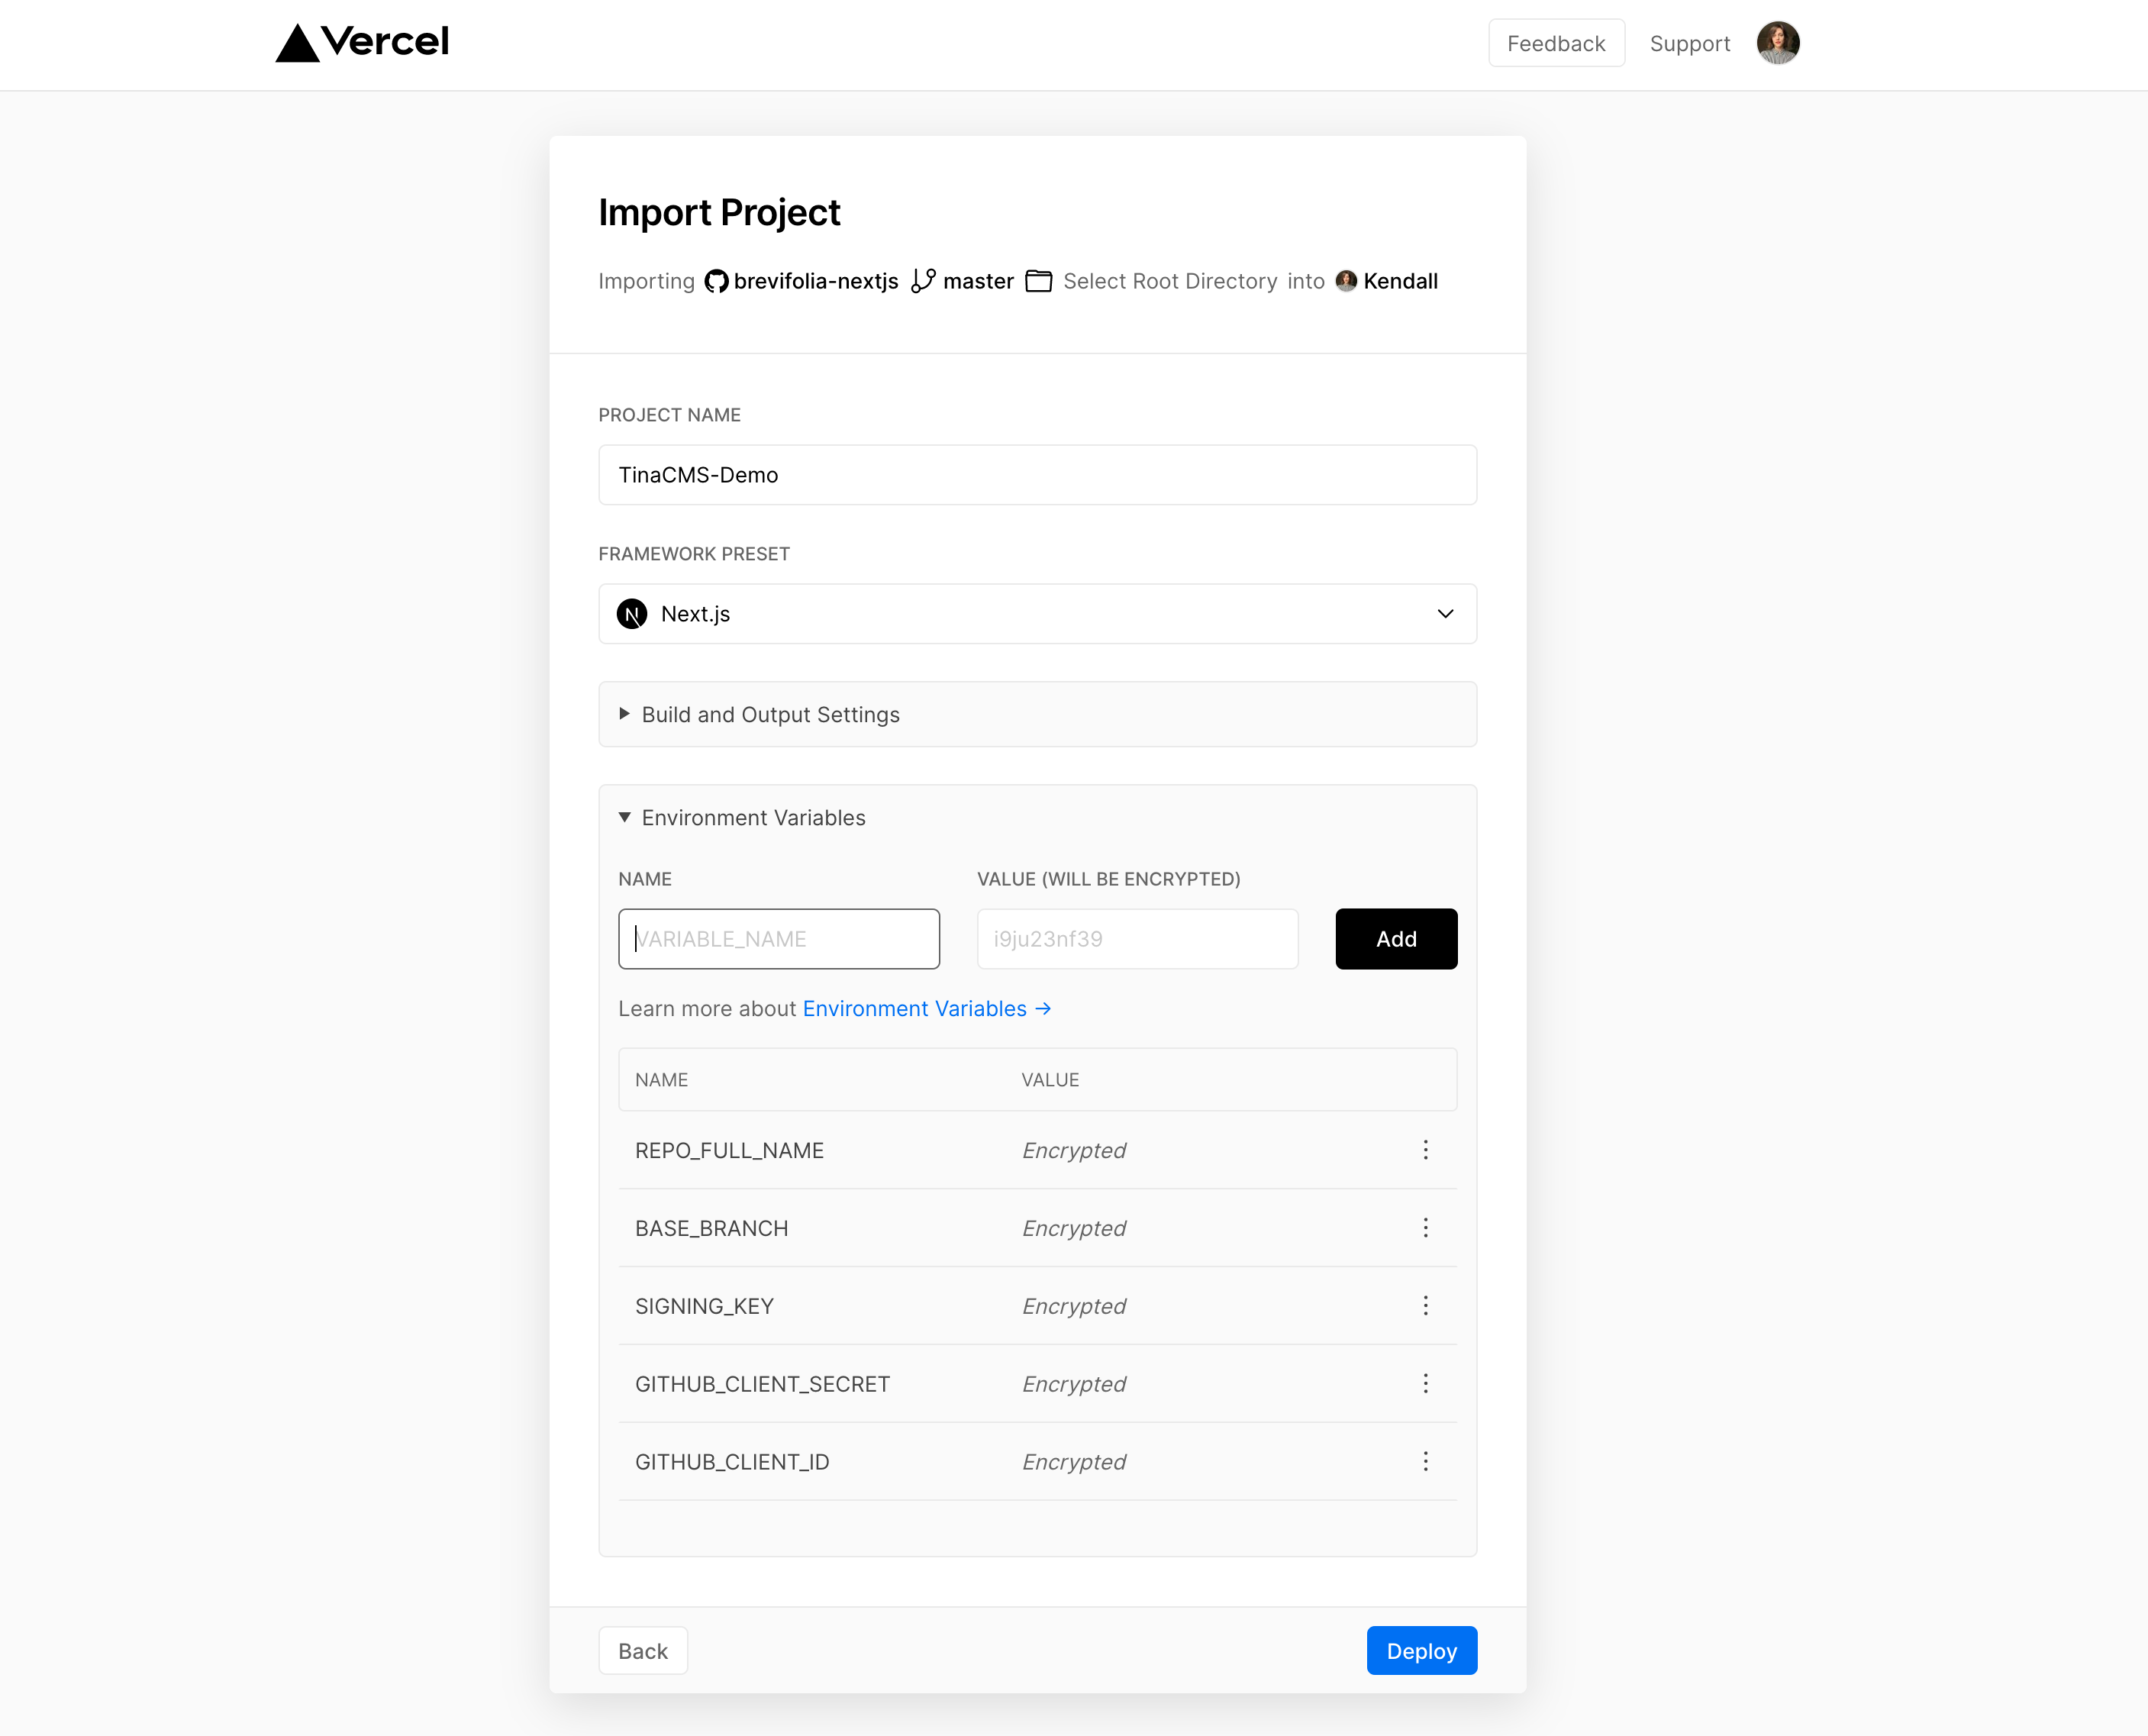 Vercel
Feedback Support
Import Project
Importing brevifolia-nextjs master Select Root Directory into Kendall
PROJECT NAME
TinaCMS-Demo
FRAMEWORK PRESET
N Next.js
Build and Output Settings
Environment Variables
NAME VALUE (WILL BE ENCRYPTED)
VARIABLE_NAME i9ju23nf39 Add
Learn more about Environment Variables →
NAME VALUE
REPO_FULL_NAME Encrypted
BASE_BRANCH Encrypted
SIGNING_KEY Encrypted
GITHUB_CLIENT_SECRET Encrypted
GITHUB_CLIENT_ID Encrypted
Back Deploy